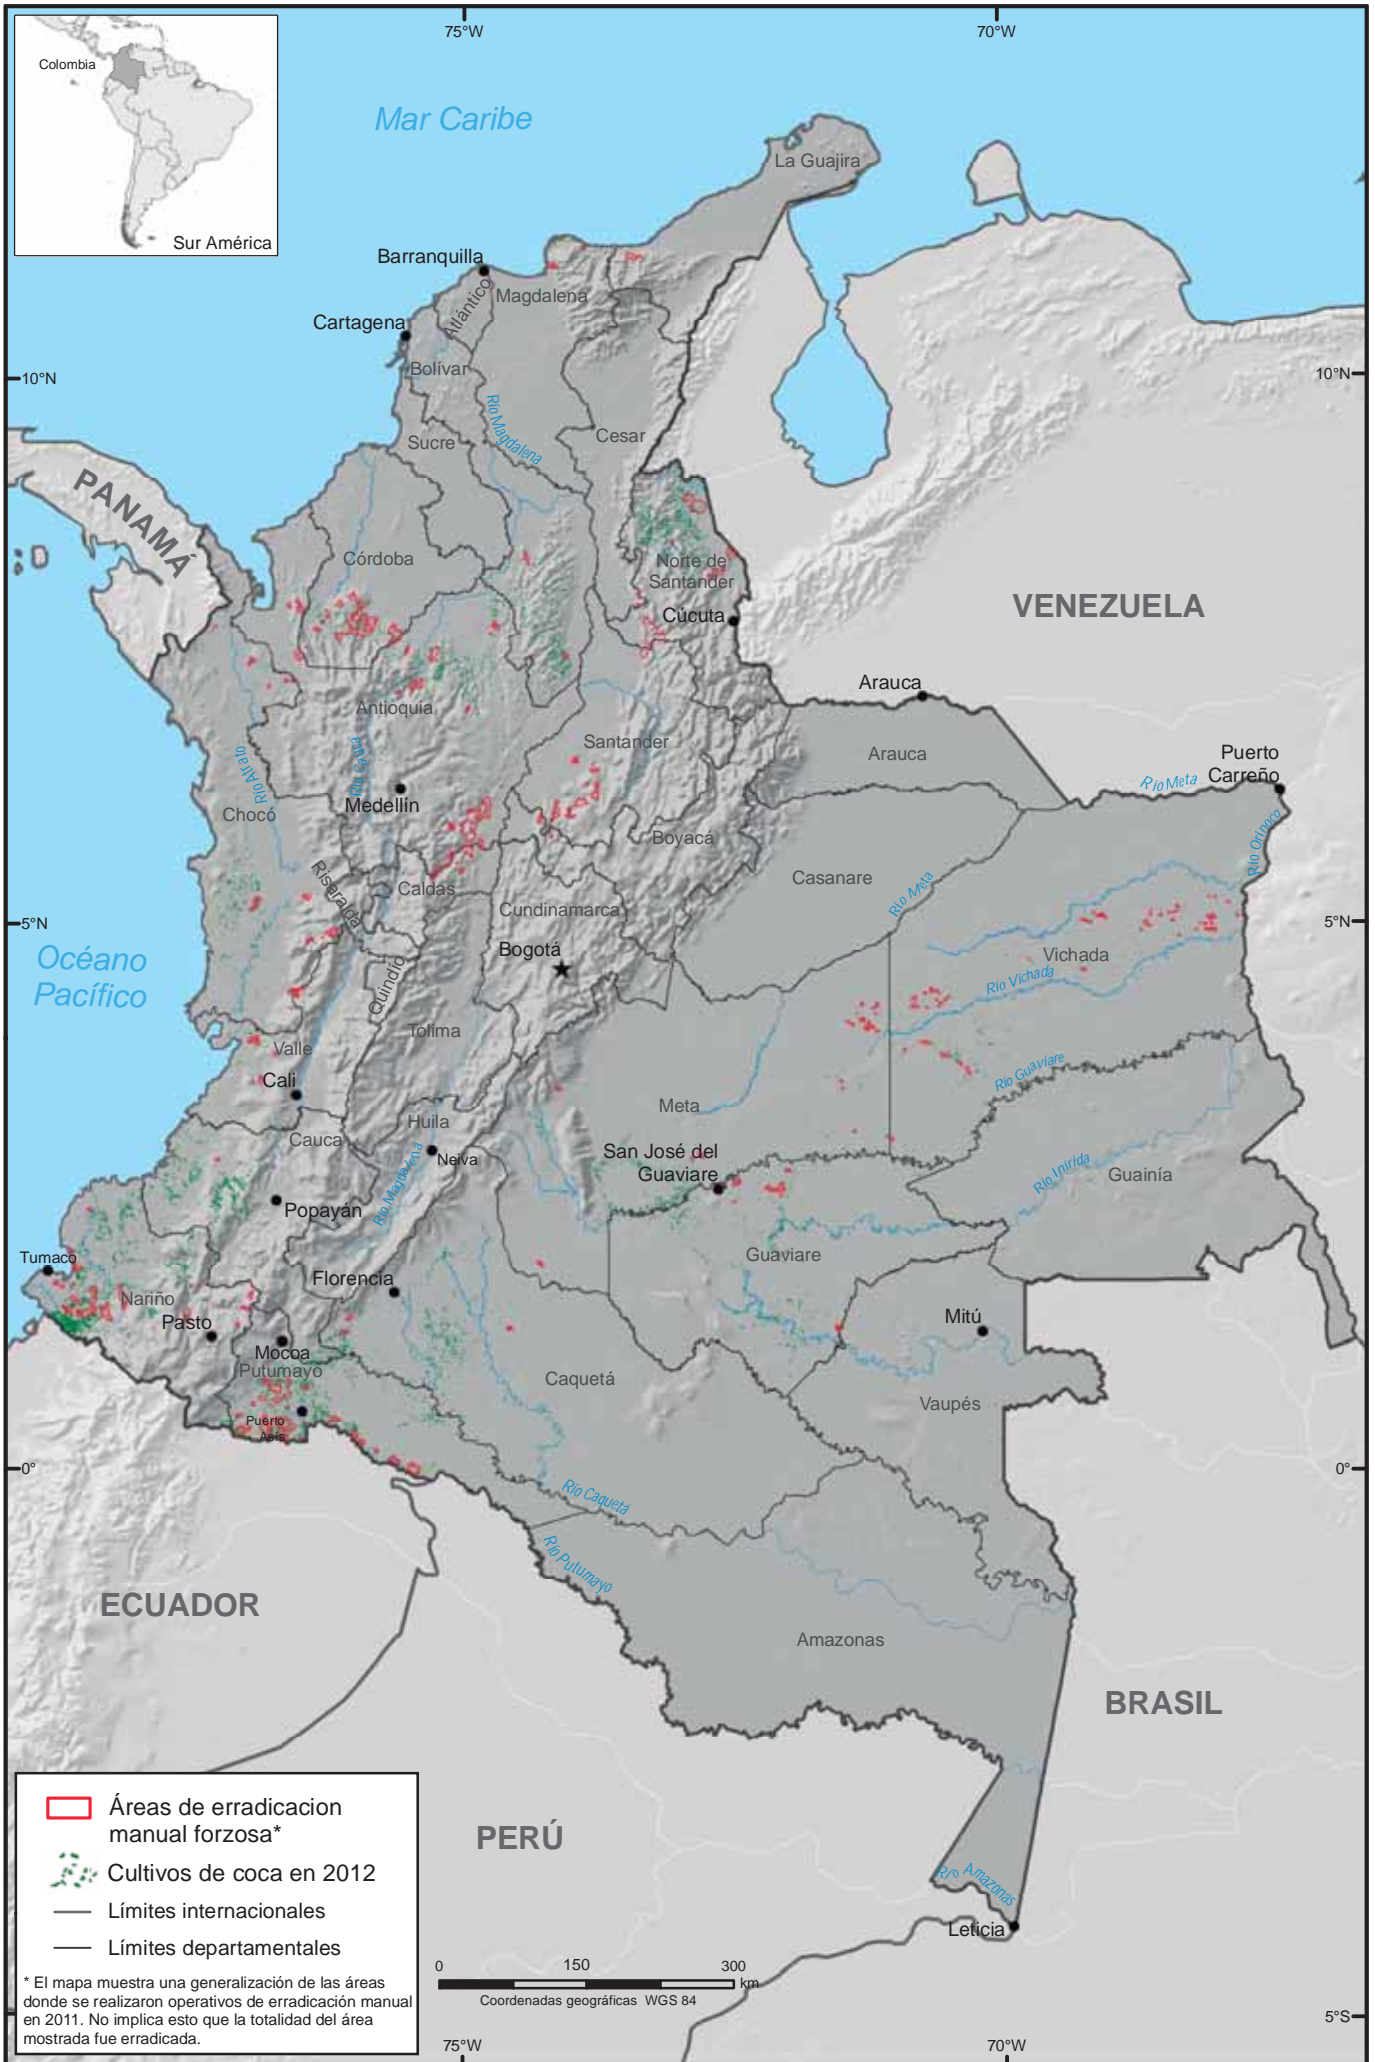 75°W
70°W
Colombia
Sur América
Mar Caribe
La Guajira
Barranquilla
Atlántico
Magdalena
Cartagena
Bolívar
10°N
10°N
Río Magdalena
Sucre
Cesar
PANAMÁ
Córdoba
Norte de
Santander
Cúcuta
VENEZUELA
Arauca
Antioquia
Santander
Arauca
Río Cauca
Río Atrato
Puerto
Carreño
Río Meta
Medellín
Chocó
Boyacá
Río Orinoco
Risaralda
Caldas
Casanare
Río Meta
Cundinamarca
5°N
5°N
Bogotá
Océano
Pacífico
Vichada
Río Vichada
Quindío
Tolima
Valle
Río Guaviare
Cali
Meta
Huila
Cauca
Neiva
San José del
Guaviare
Río Inírida
Guainía
Río Magdalena
Popayán
Tumaco
Guaviare
Florencia
Nariño
Pasto
Mitú
Mocoa
Putumayo
Caquetá
Vaupés
Puerto
Asís
0°
0°
Río Caquetá
Río Putumayo
ECUADOR
Amazonas
BRASIL
PERÚ
Río Amazonas
Leticia
Áreas de erradicacion
manual forzosa*
Cultivos de coca en 2012
Límites internacionales
Límites departamentales
* El mapa muestra una generalización de las áreas
donde se realizaron operativos de erradicación manual
en 2011. No implica esto que la totalidad del área
mostrada fue erradicada.
0 150 300
km
Coordenadas geográficas WGS 84
5°S
75°W
70°W